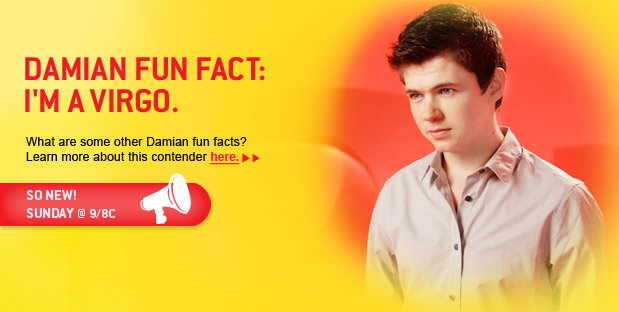 DAMIAN FUN FACT:
I'M A VIRGO.
What are some other Damian fun facts?
Learn more about this contender here.
SO NEW!
SUNDAY @ 9/8C